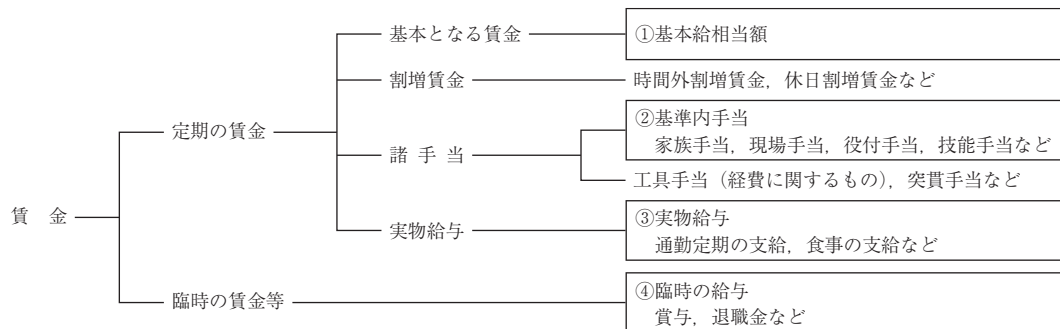 基本となる賃金
①基本給相当額
割増賃金
時間外割増賃金，休日割増賃金など
定期の賃金
②基準内手当
家族手当，現場手当，役付手当，技能手当など
諸 手 当
工具手当（経費に関するもの），突貫手当など
賃　金
実物給与
③実物給与
通勤定期の支給，食事の支給など
臨時の賃金等
④臨時の給与
賞与，退職金など